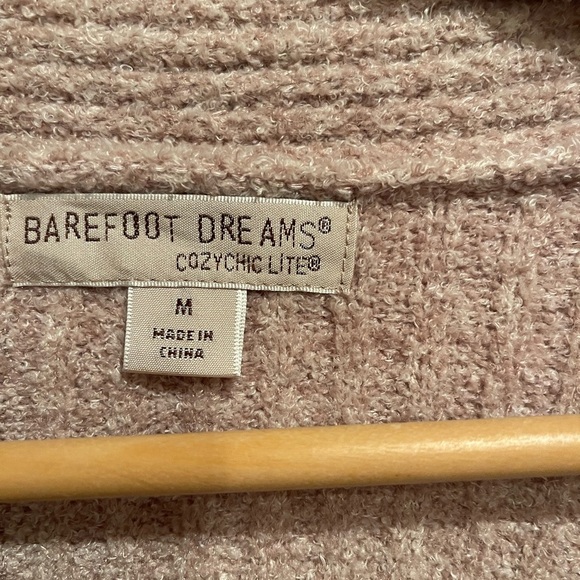 BAREFOOT DREAMS®
COZYCHIC LITE®
M
MADE IN
CHINA